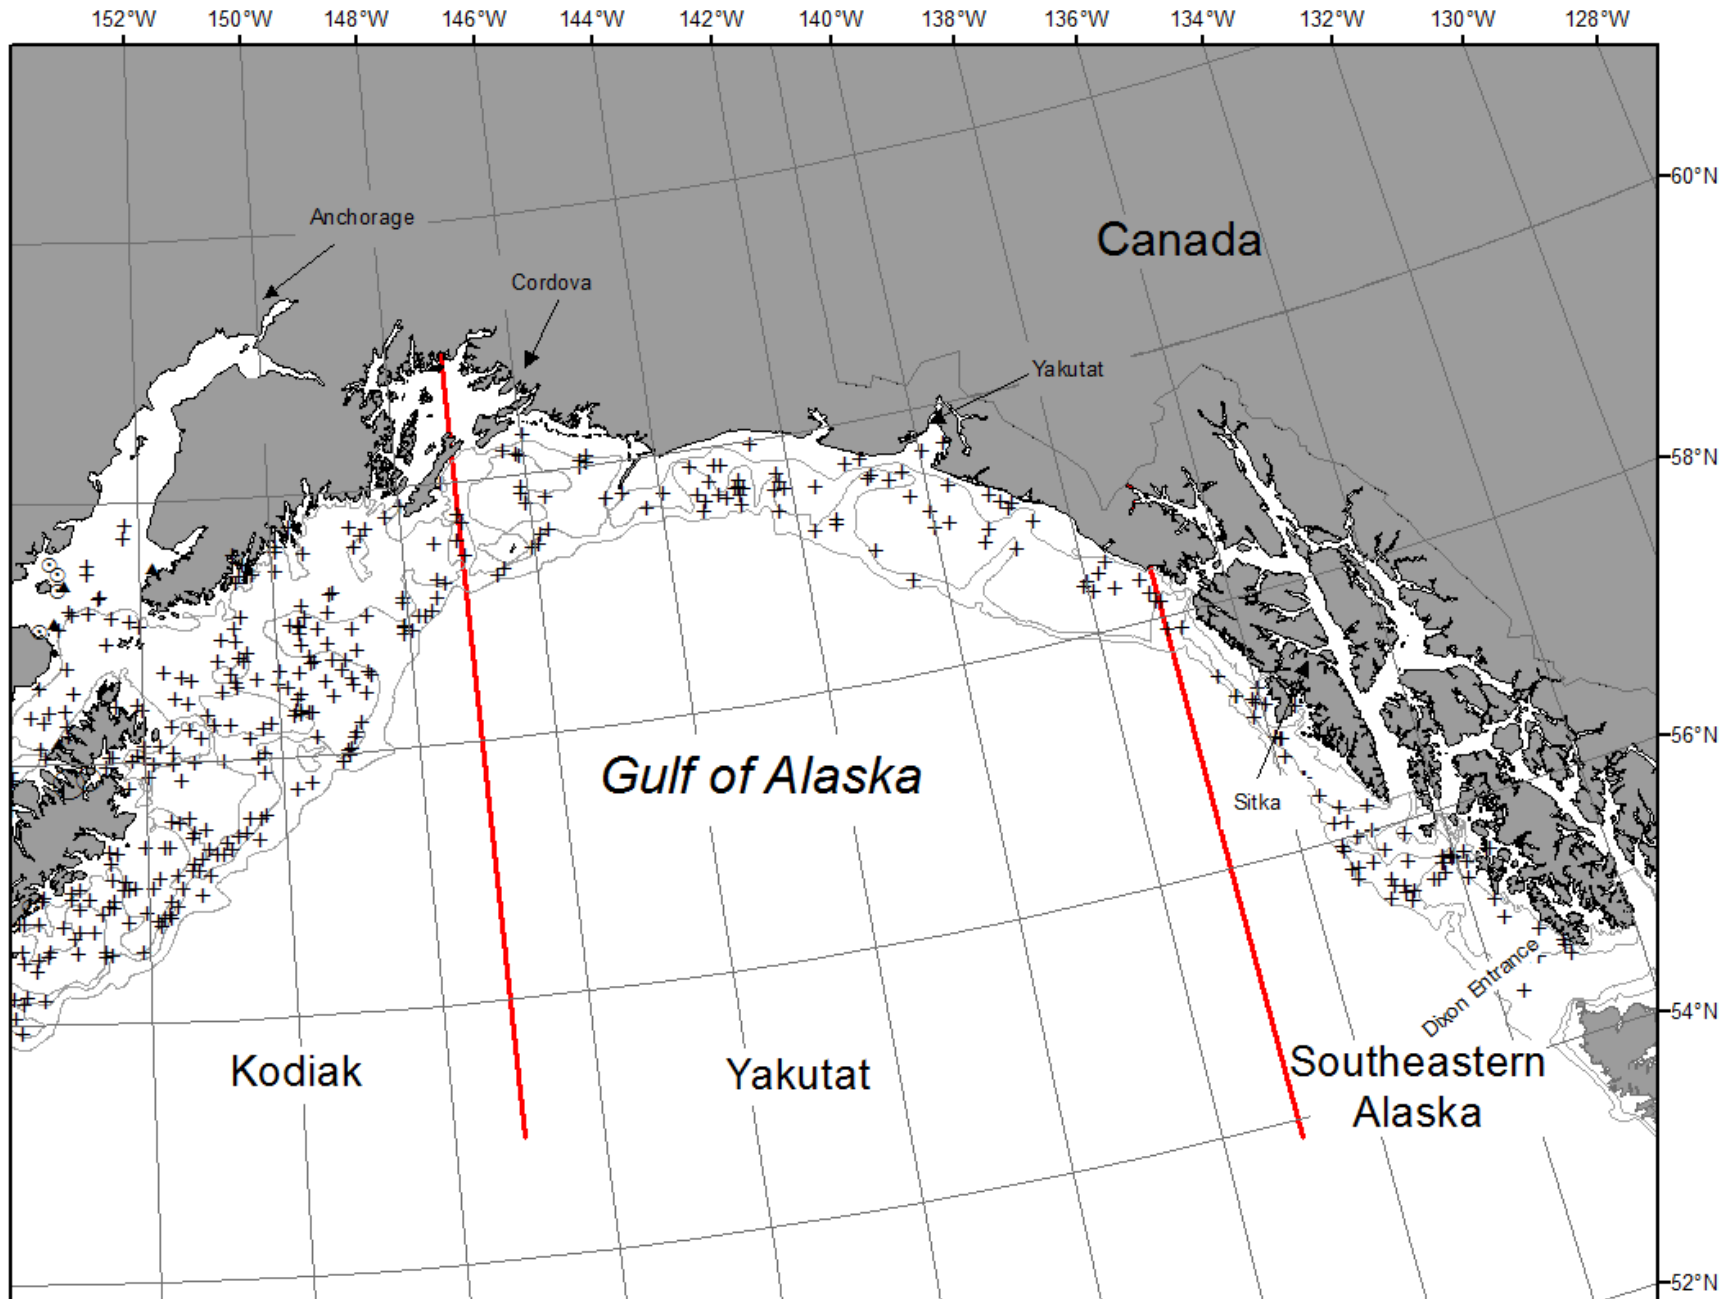 152°W 150°W 148°W 146°W 144°W 142°W 140°W 138°W 136°W 134°W 132°W 130°W 128°W
60°N
Anchorage
Canada
Cordova
Yakutat
58°N
56°N
Gulf of Alaska
Sitka
Dixon Entrance
54°N
Kodiak
Yakutat
Southeastern
Alaska
52°N